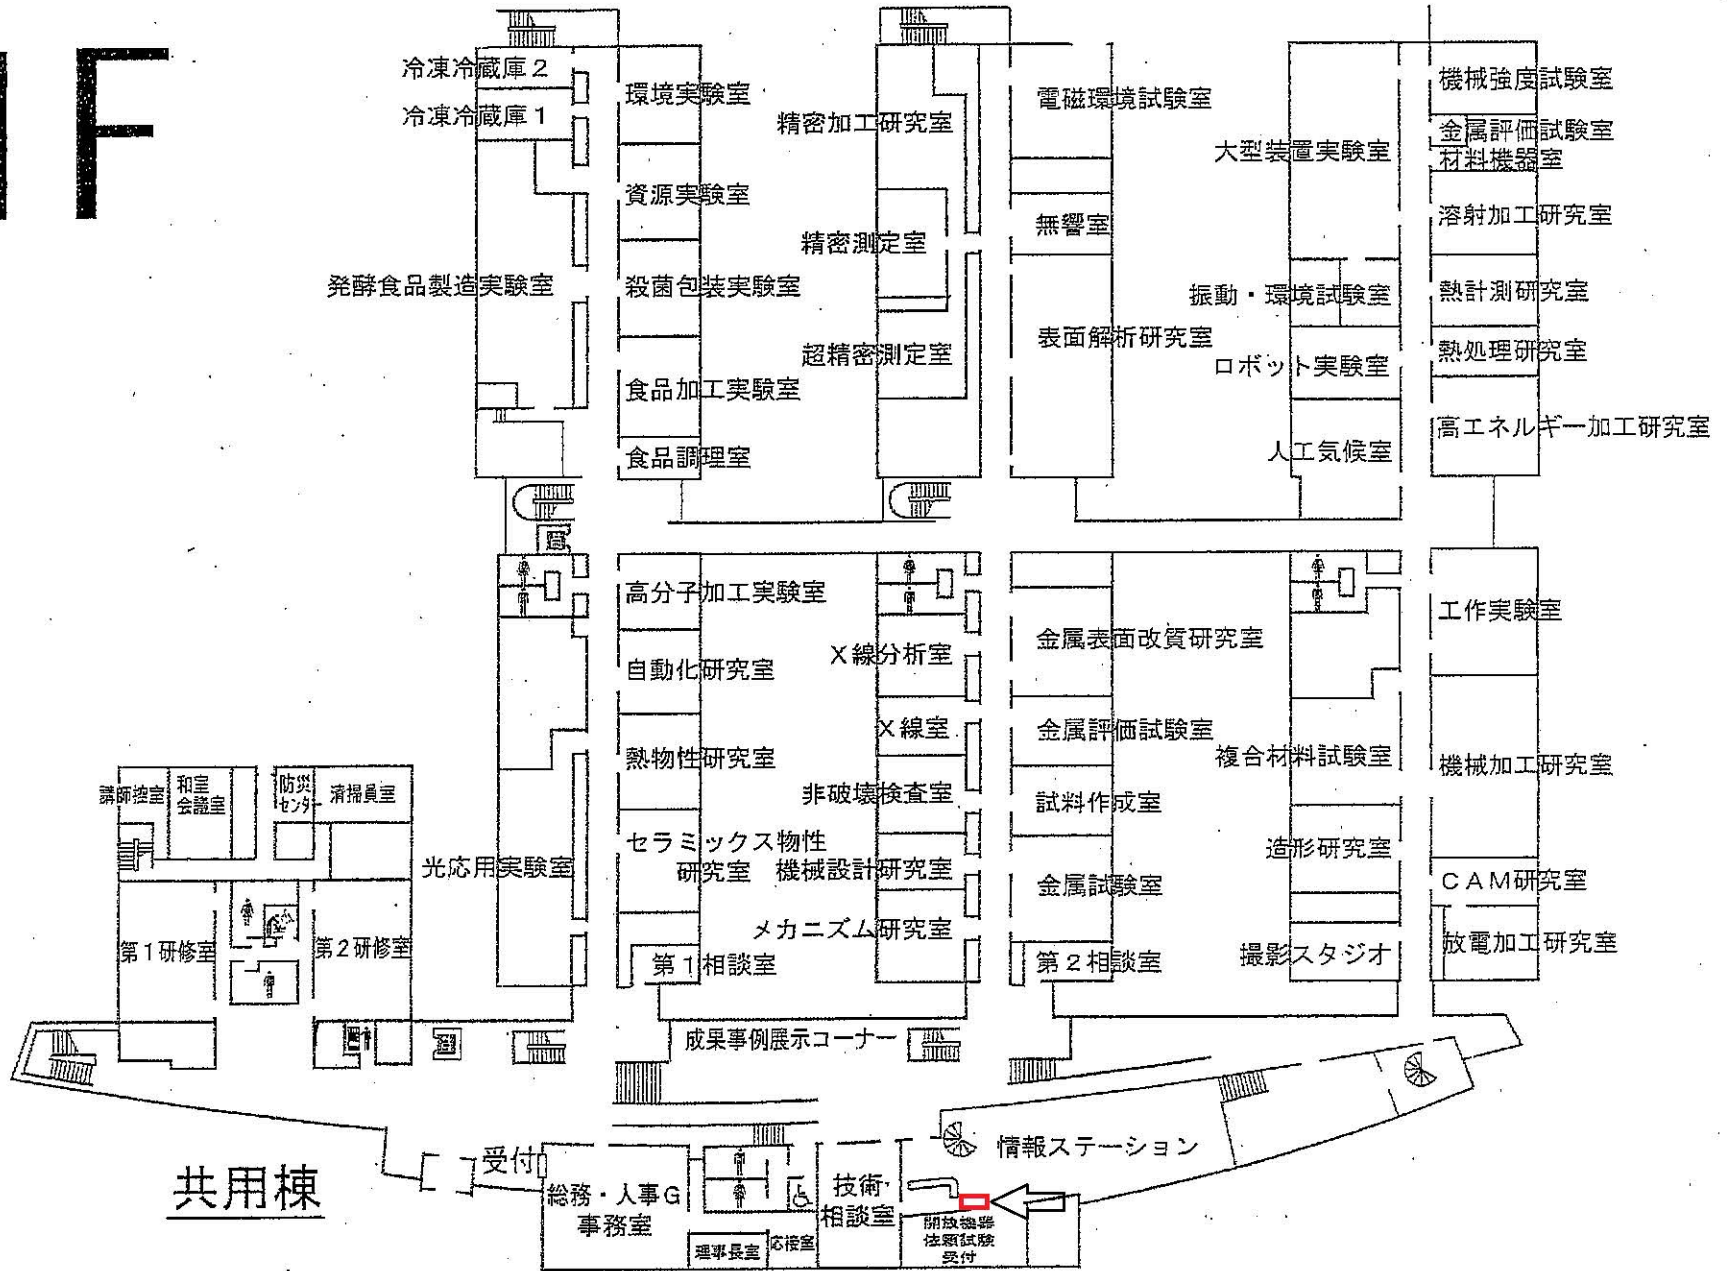 1F
冷凍冷蔵庫2
冷凍冷蔵庫1
発酵食品製造実験室
環境実験室
資源実験室
殺菌包装実験室
食品加工実験室
食品調理室
精密加工研究室
精密測定室
超精密測定室
電磁環境試験室
無響室
表面解析研究室
大型装置実験室
振動・環境試験室
ロボット実験室
人工気候室
機械強度試験室
金属評価試験室
材料機器室
溶射加工研究室
熱計測研究室
熱処理研究室
高エネルギー加工研究室
光応用実験室
高分子加工実験室
自動化研究室
熱物性研究室
セラミックス物性
研究室
第1相談室
X線分析室
X線室
非破壊検査室
機械設計研究室
メカニズム研究室
金属表面改質研究室
金属評価試験室
試料作成室
金属試験室
第2相談室
複合材料試験室
造形研究室
撮影スタジオ
工作実験室
機械加工研究室
CAM研究室
放電加工研究室
講師控室
和室
会議室
防災
センター
清掃員室
第1研修室
第2研修室
成果事例展示コーナー
共用棟
受付
総務・人事G
事務室
理事長室
応接室
技術
相談室
情報ステーション
開放機器
依頼試験
受付